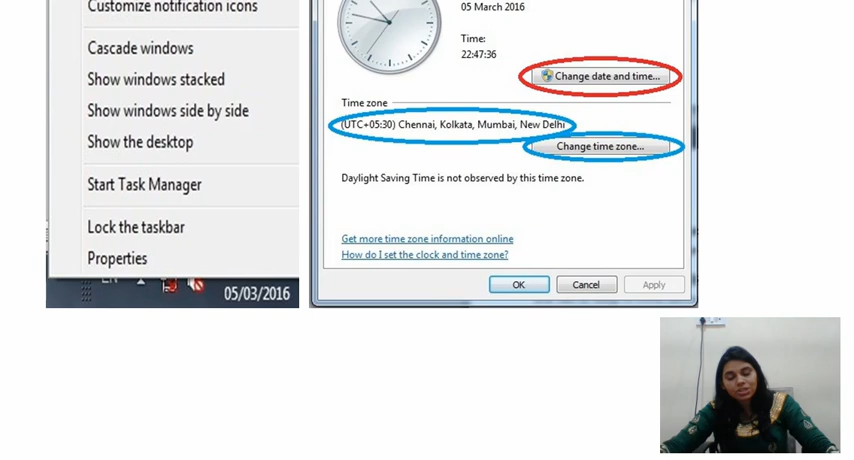 Customize notification icons
Cascade windows
Show windows stacked
Show windows side by side
Show the desktop
Start Task Manager
Lock the taskbar
Properties
EN
05/03/2016
05 March 2016
Time:
22:47:36
Change date and time...
Time zone
(UTC+05:30) Chennai, Kolkata, Mumbai, New Delhi
Change time zone...
Daylight Saving Time is not observed by this time zone.
Get more time zone information online
How do I set the clock and time zone?
OK
Cancel
Apply